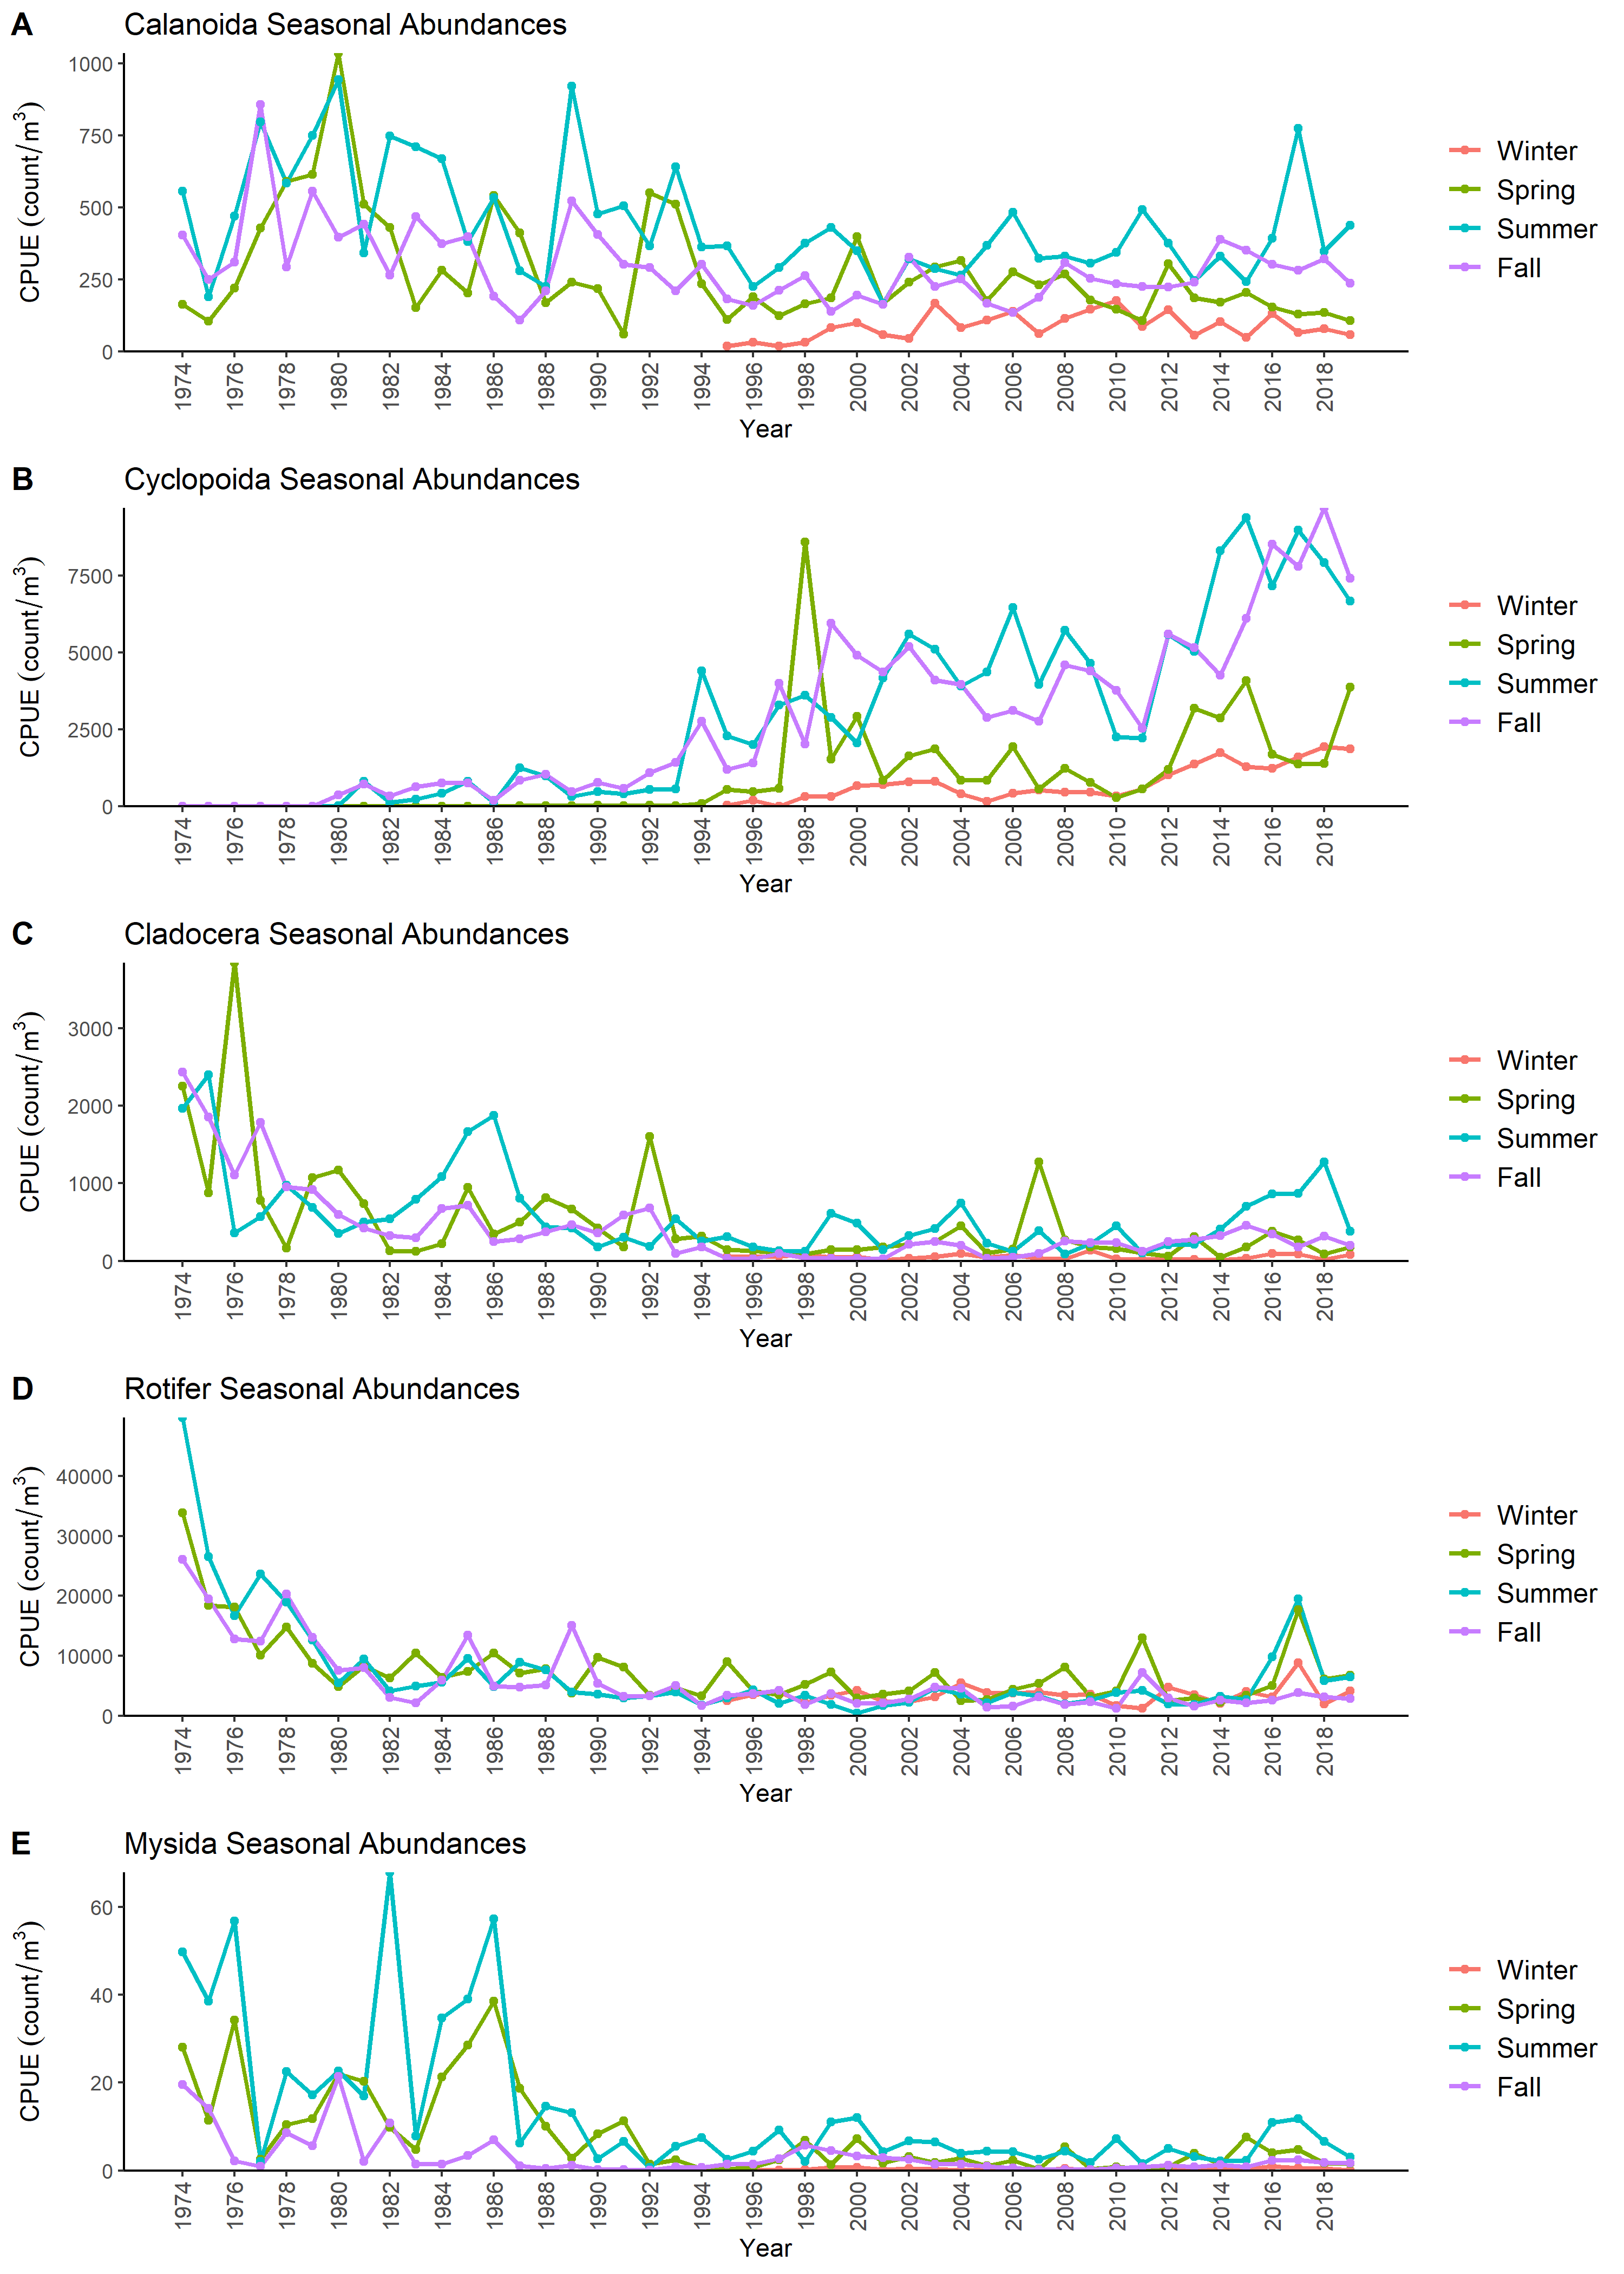 A Calanoida Seasonal Abundances
CPUE (count/m³)
1000
750
500
250
0
1974 1976 1978 1980 1982 1984 1986 1988 1990 1992 1994 1996 1998 2000 2002 2004 2006 2008 2010 2012 2014 2016 2018
Year
Winter
Spring
Summer
Fall
B Cyclopoida Seasonal Abundances
CPUE (count/m³)
7500
5000
2500
0
1974 1976 1978 1980 1982 1984 1986 1988 1990 1992 1994 1996 1998 2000 2002 2004 2006 2008 2010 2012 2014 2016 2018
Year
Winter
Spring
Summer
Fall
C Cladocera Seasonal Abundances
CPUE (count/m³)
3000
2000
1000
0
1974 1976 1978 1980 1982 1984 1986 1988 1990 1992 1994 1996 1998 2000 2002 2004 2006 2008 2010 2012 2014 2016 2018
Year
Winter
Spring
Summer
Fall
D Rotifer Seasonal Abundances
CPUE (count/m³)
40000
30000
20000
10000
0
1974 1976 1978 1980 1982 1984 1986 1988 1990 1992 1994 1996 1998 2000 2002 2004 2006 2008 2010 2012 2014 2016 2018
Year
Winter
Spring
Summer
Fall
E Mysida Seasonal Abundances
CPUE (count/m³)
60
40
20
0
1974 1976 1978 1980 1982 1984 1986 1988 1990 1992 1994 1996 1998 2000 2002 2004 2006 2008 2010 2012 2014 2016 2018
Year
Winter
Spring
Summer
Fall